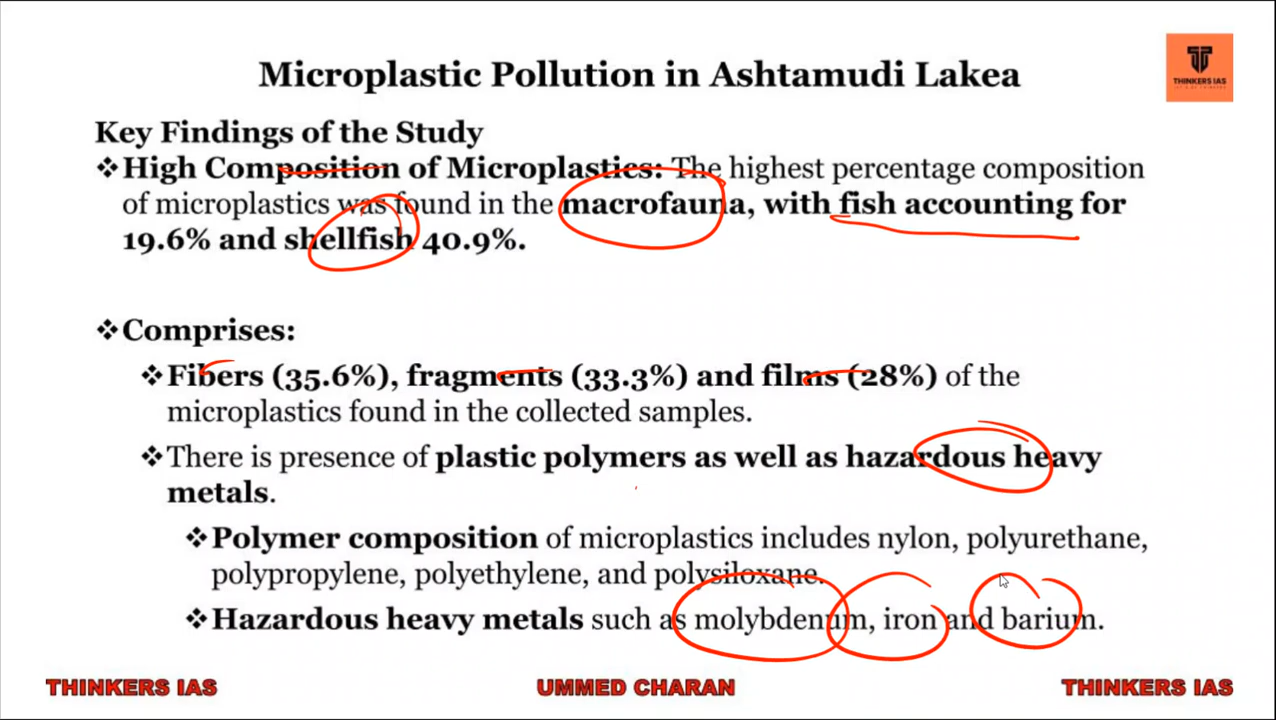 Microplastic Pollution in Ashtamudi Lakea
THINKERS IAS
Key Findings of the Study
❖High Composition of Microplastics: The highest percentage composition
of microplastics was found in the macrofauna, with fish accounting for
19.6% and shellfish 40.9%.
❖Comprises:
❖Fibers (35.6%), fragments (33.3%) and films (28%) of the
microplastics found in the collected samples.
❖There is presence of plastic polymers as well as hazardous heavy
metals.
❖Polymer composition of microplastics includes nylon, polyurethane,
polypropylene, polyethylene, and polysiloxane.
❖Hazardous heavy metals such as molybdenum, iron and barium.
THINKERS IAS UMMED CHARAN THINKERS IAS